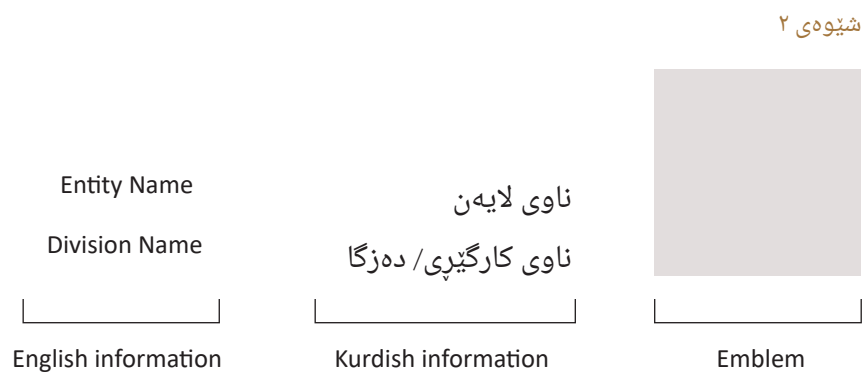 شێوەی ٢
ناوی لایەن
ناوی کارگێڕی/ دەزگا
Entity Name
Division Name
English information
Kurdish information
Emblem